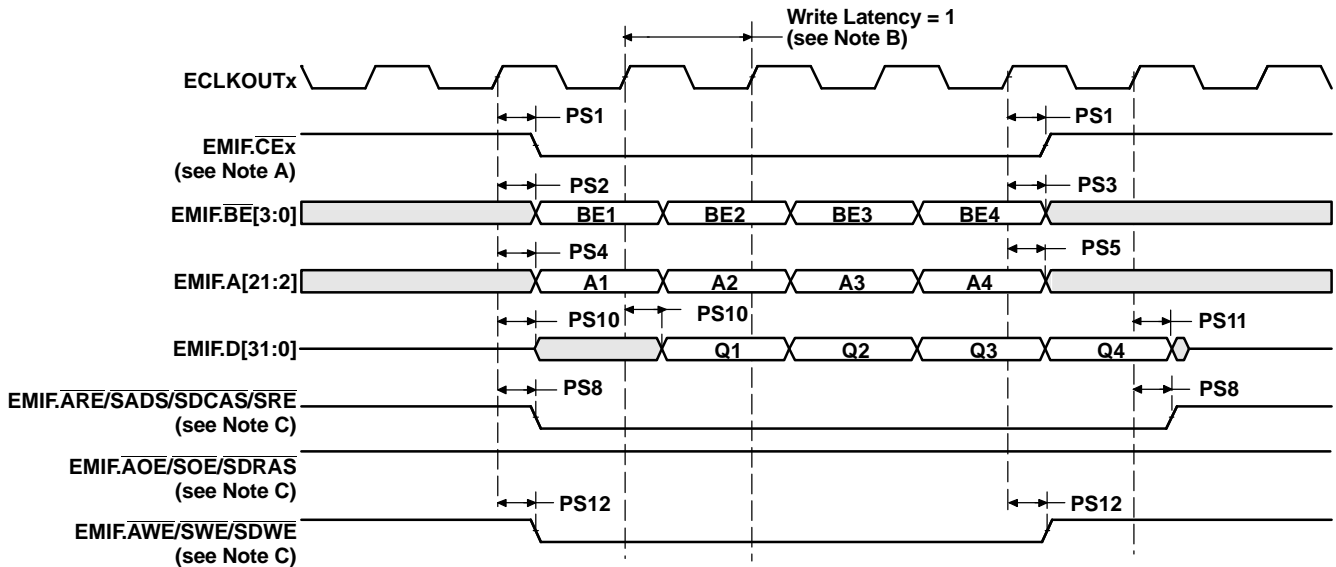 Write Latency = 1
(see Note B)
ECLKOUTx
PS1 PS1
EMIF.CEx
(see Note A)
PS2 PS3
EMIF.BE[3:0] BE1 BE2 BE3 BE4
PS4 PS5
EMIF.A[21:2] A1 A2 A3 A4
PS10 PS10 PS11
EMIF.D[31:0] Q1 Q2 Q3 Q4
PS8 PS8
EMIF.ARE/SADS/SDCAS/SRE
(see Note C)
EMIF.AOE/SOE/SDRAS
(see Note C)
PS12 PS12
EMIF.AWE/SWE/SDWE
(see Note C)